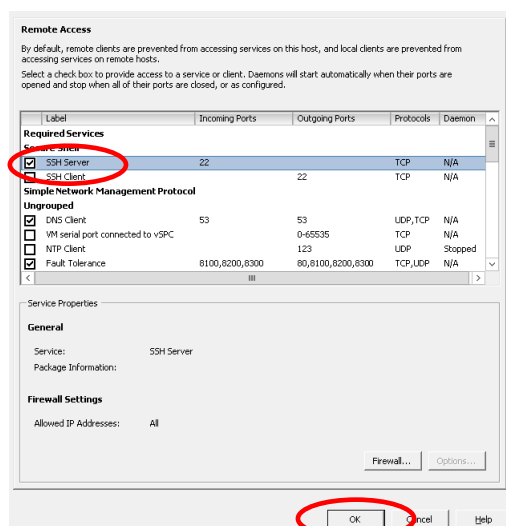 Remote Access
By default, remote clients are prevented from accessing services on this host, and local clients are prevented from
accessing services on remote hosts.
Select a check box to provide access to a service or client. Daemons will start automatically when their ports are
opened and stop when all of their ports are closed, or as configured.
Label Incoming Ports Outgoing Ports Protocols Daemon
Required Services
Secure Shell
SSH Server 22 TCP N/A
SSH Client 22 TCP N/A
Simple Network Management Protocol
Ungrouped
DNS Client 53 53 UDP,TCP N/A
VM serial port connected to vSPC 0-65535 TCP N/A
NTP Client 123 UDP Stopped
Fault Tolerance 8100,8200,8300 80,8100,8200,8300 TCP,UDP N/A
Service Properties
General
Service: SSH Server
Package Information:
Firewall Settings
Allowed IP Addresses: All
Firewall... Options...
OK Cancel Help